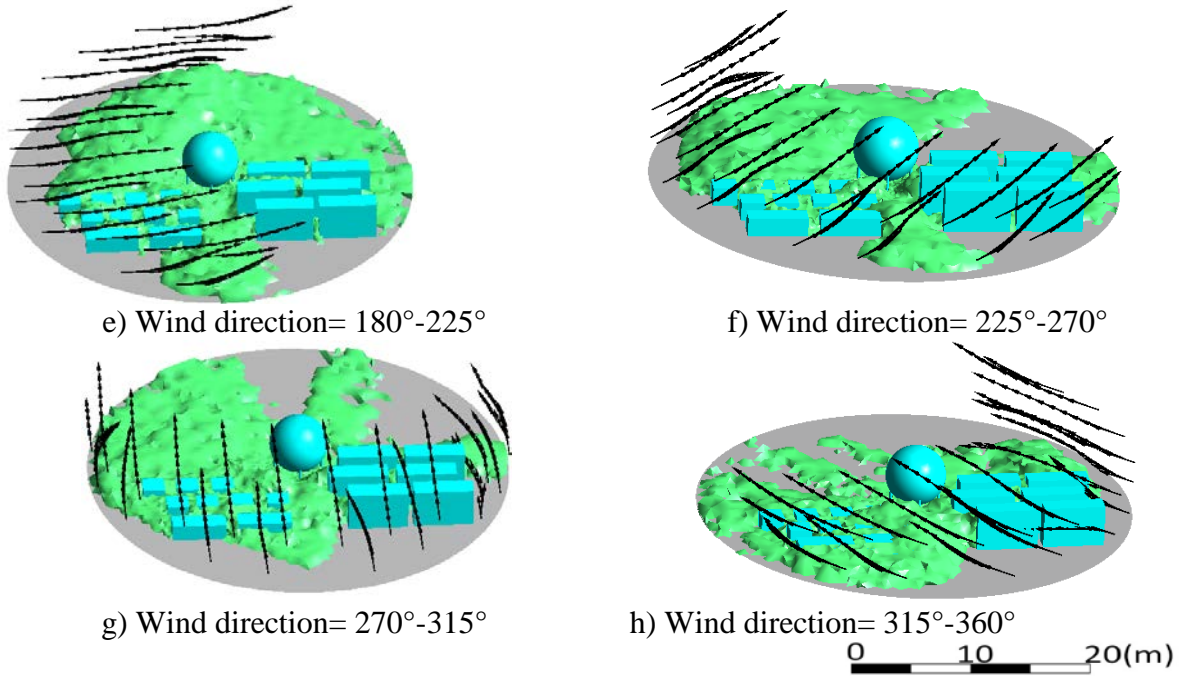 e) Wind direction= 180°-225°
f) Wind direction= 225°-270°
g) Wind direction= 270°-315°
h) Wind direction= 315°-360°
0 10 20(m)